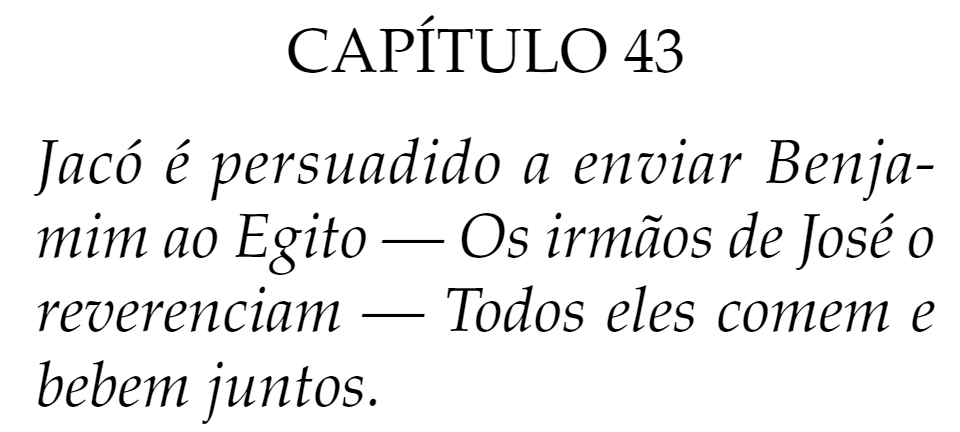 CAPÍTULO 43
Jacó é persuadido a enviar Benja-
mim ao Egito — Os irmãos de José o
reverenciam — Todos eles comem e
bebem juntos.